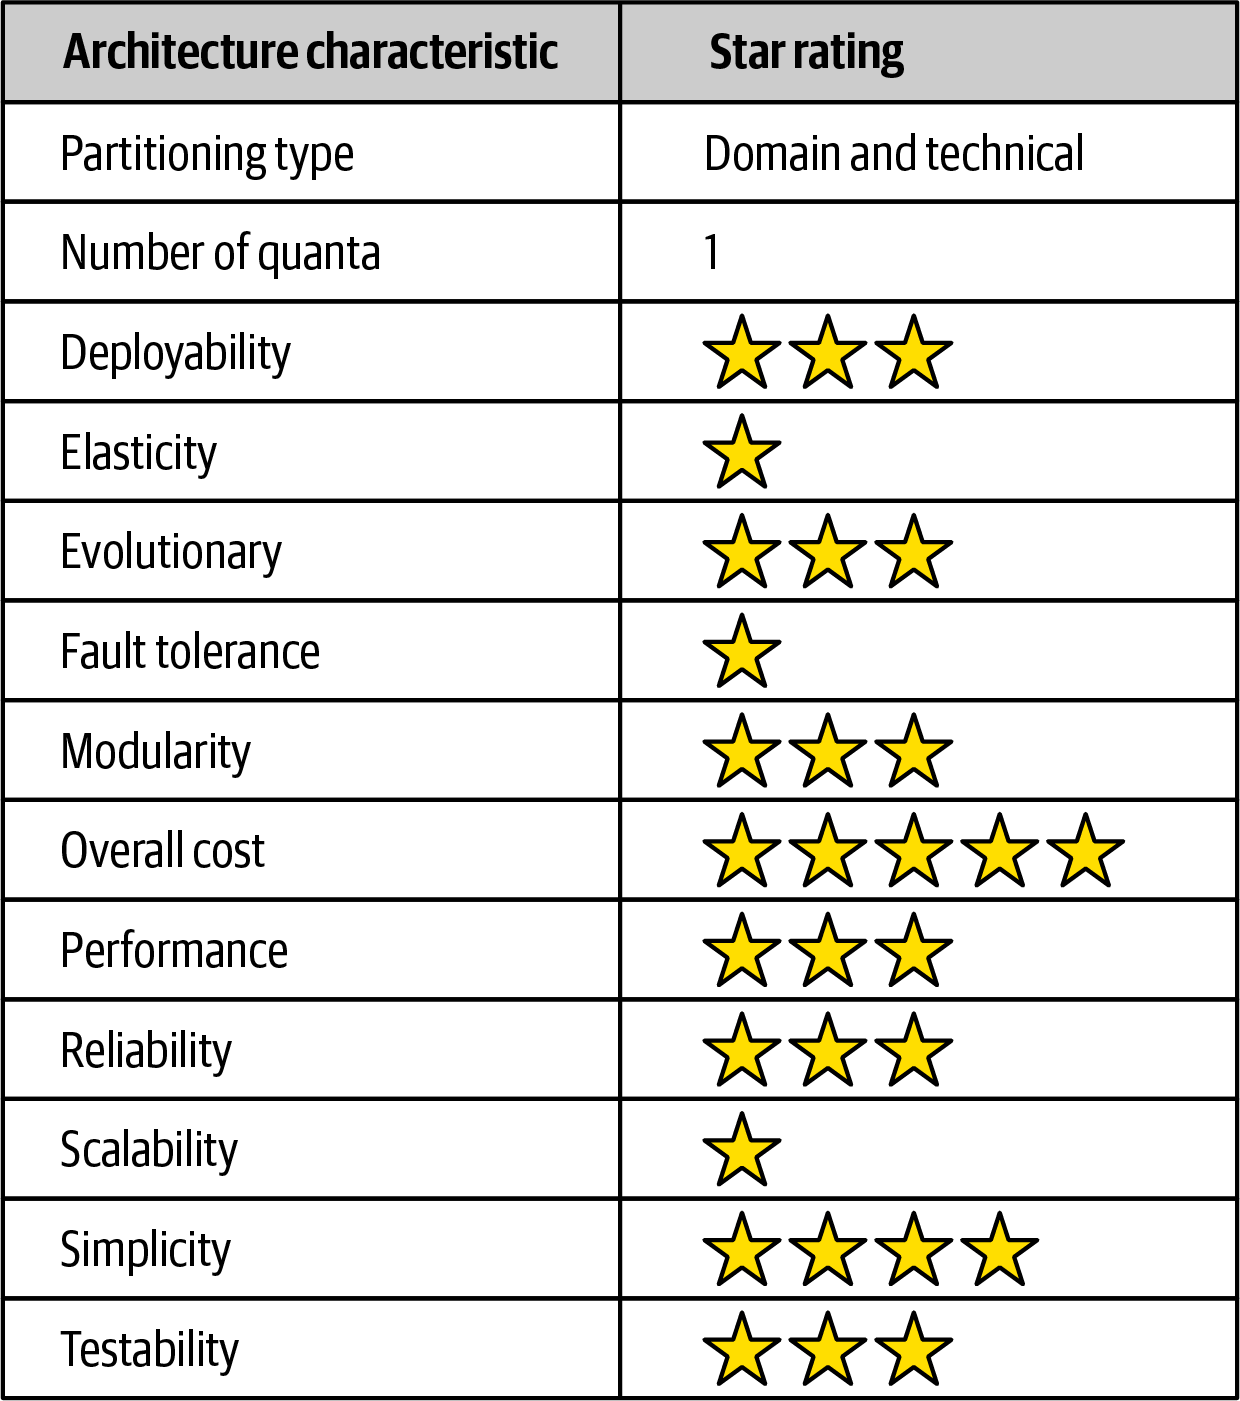 Architecture characteristic Star rating
Partitioning type Domain and technical
Number of quanta 1
Deployability
Elasticity
Evolutionary
Fault tolerance
Modularity
Overall cost
Performance
Reliability
Scalability
Simplicity
Testability